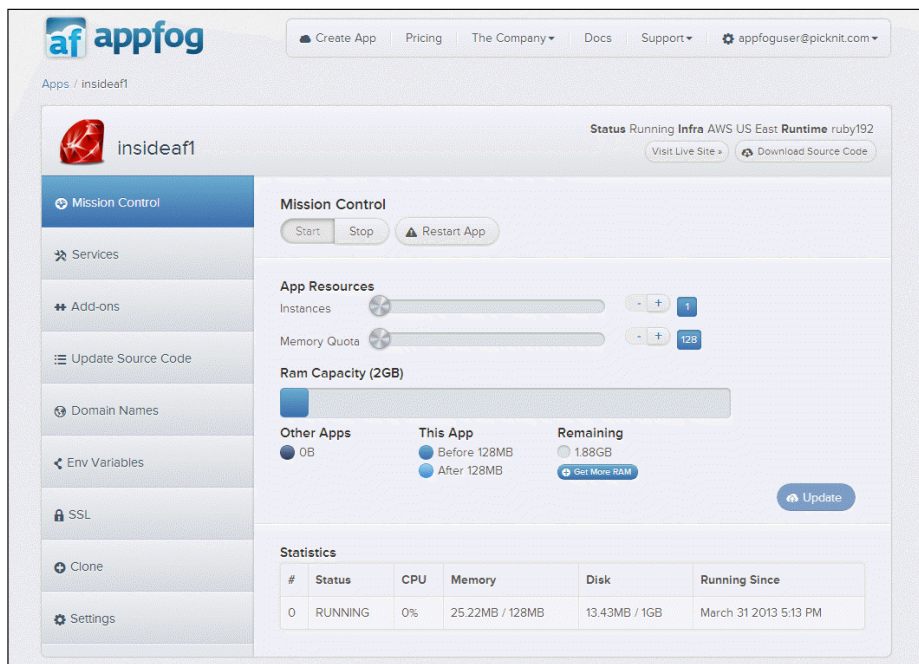 af appfog
Create App Pricing The Company Docs Support appfoguser@picknit.com
Apps / insideaf1
insideaf1
Status Running Infra AWS US East Runtime ruby192
Visit Live Site » Download Source Code
Mission Control
Services
Add-ons
Update Source Code
Domain Names
Env Variables
SSL
Clone
Settings
Mission Control
Start Stop Restart App
App Resources
Instances - + 1
Memory Quota - + 128
Ram Capacity (2GB)
Other Apps This App Remaining
0B Before 128MB 1.88GB
After 128MB Get More RAM
Update
Statistics
# Status CPU Memory Disk Running Since
0 RUNNING 0% 25.22MB / 128MB 13.43MB / 1GB March 31 2013 5:13 PM